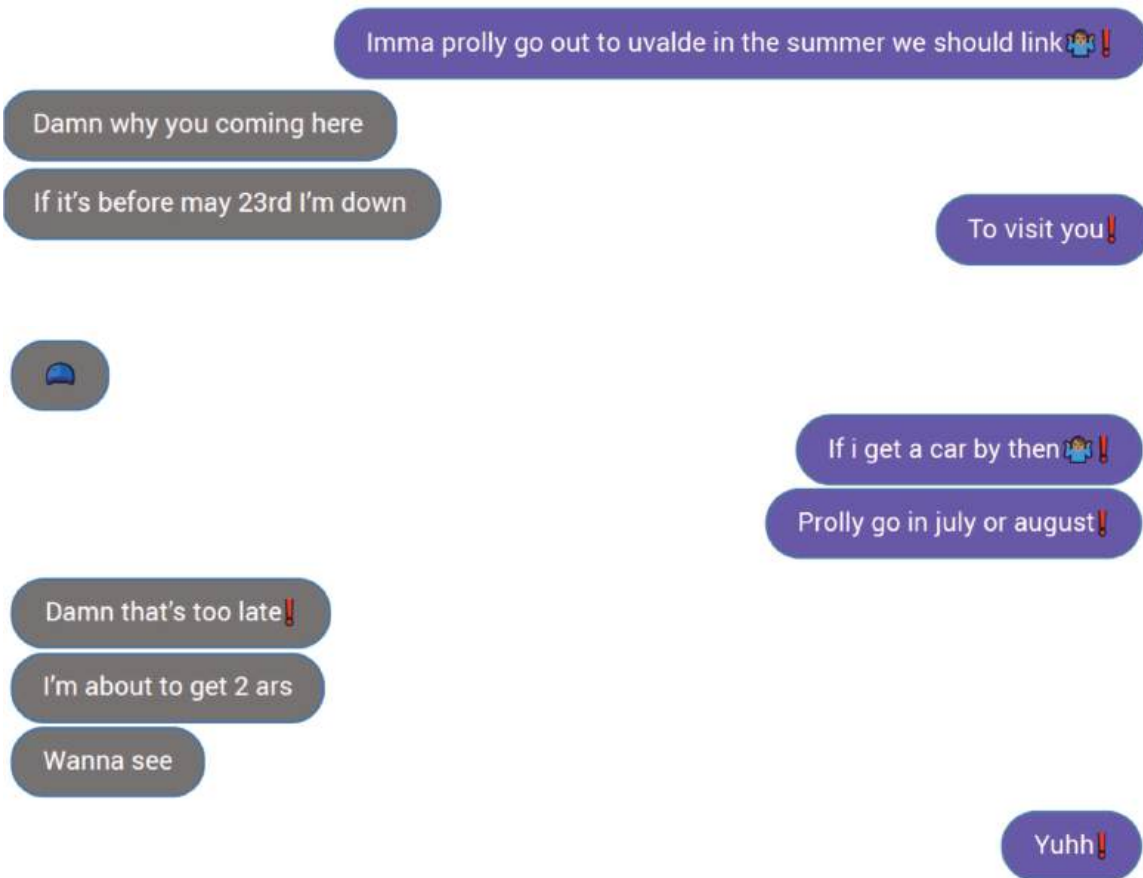 Imma prolly go out to uvalde in the summer we should link🤷🏽‍♂️❗
Damn why you coming here
If it’s before may 23rd I’m down
To visit you❗
🧢
If i get a car by then🤷🏽‍♂️❗
Prolly go in july or august❗
Damn that’s too late❗
I’m about to get 2 ars
Wanna see
Yuhh❗